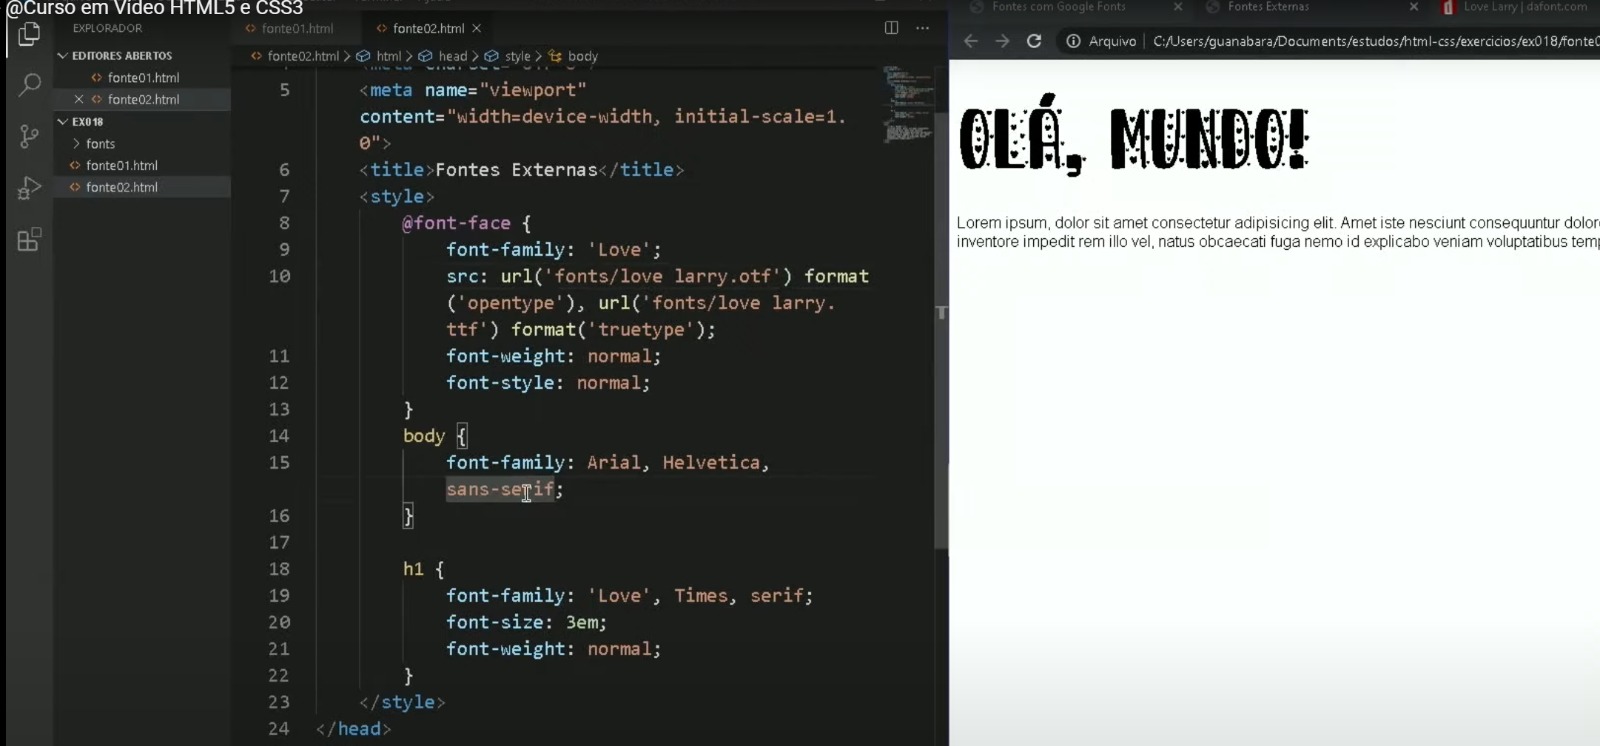 @Curso em Vídeo HTML5 e CSS3
EXPLORADOR
EDITORES ABERTOS
fonte01.html
fonte02.html
EX018
fonts
fonte01.html
fonte02.html
fonte01.html
fonte02.html
fonte02.html > html > head > style > body
5 <meta name="viewport"
content="width=device-width, initial-scale=1.
0">
6 <title>Fontes Externas</title>
7 <style>
8 @font-face {
9 font-family: 'Love';
10 src: url('fonts/love larry.otf') format
('opentype'), url('fonts/love larry.
ttf') format('truetype');
11 font-weight: normal;
12 font-style: normal;
13 }
14 body {
15 font-family: Arial, Helvetica,
sans-serif;
16 }
17
18 h1 {
19 font-family: 'Love', Times, serif;
20 font-size: 3em;
21 font-weight: normal;
22 }
23 </style>
24 </head>
Fontes com Google Fonts
Fontes Externas
Love Larry | dafont.com
Arquivo | C:/Users/guanabara/Documents/estudos/html-css/exercicios/ex018/fonte0
OLÁ, MUNDO!
Lorem ipsum, dolor sit amet consectetur adipisicing elit. Amet iste nesciunt consequuntur dolor
inventore impedit rem illo vel, natus obcaecati fuga nemo id explicabo veniam voluptatibus temp